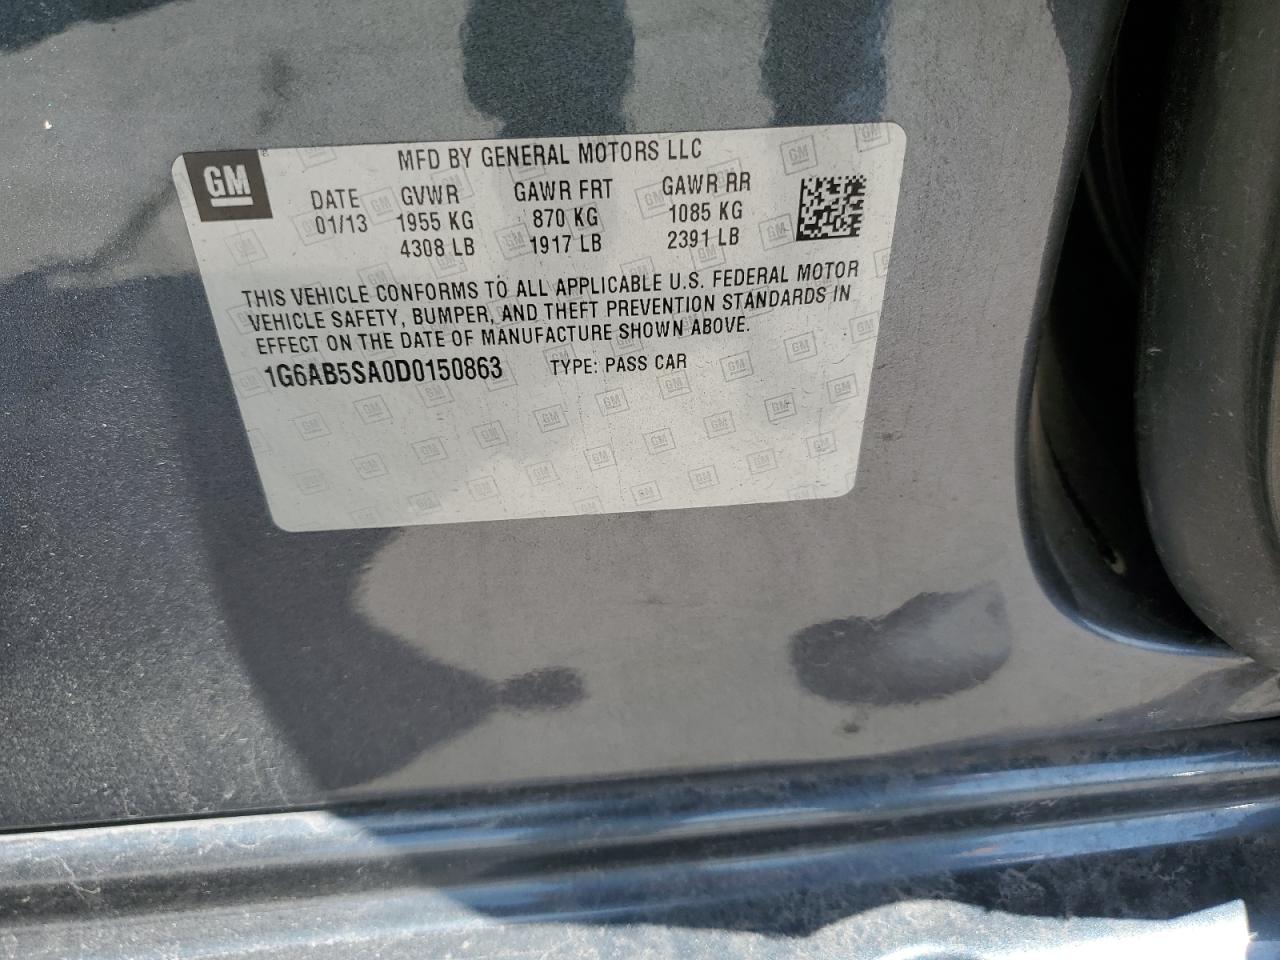 GM
MFD BY GENERAL MOTORS LLC
DATE GVWR GAWR FRT GAWR RR
01/13 1955 KG 870 KG 1085 KG
4308 LB 1917 LB 2391 LB
THIS VEHICLE CONFORMS TO ALL APPLICABLE U.S. FEDERAL MOTOR
VEHICLE SAFETY, BUMPER, AND THEFT PREVENTION STANDARDS IN
EFFECT ON THE DATE OF MANUFACTURE SHOWN ABOVE.
1G6AB5SA0D0150863 TYPE: PASS CAR